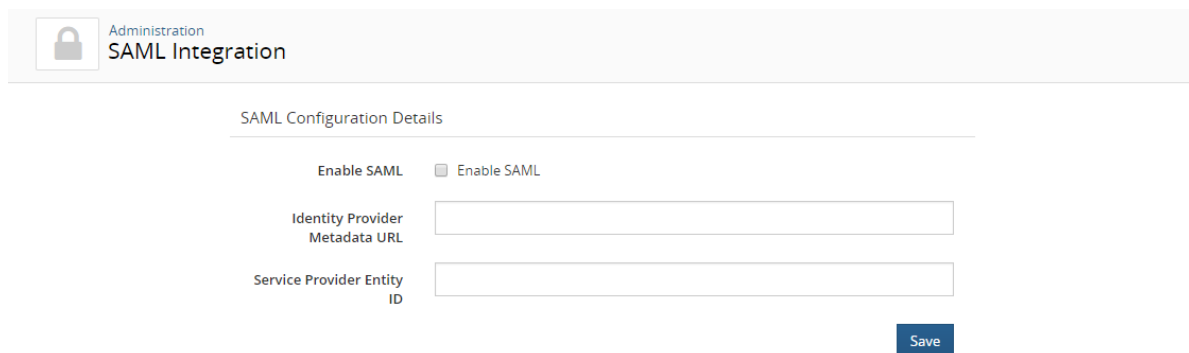 Administration
SAML Integration
SAML Configuration Details
Enable SAML
Enable SAML
Identity Provider
Metadata URL
Service Provider Entity
ID
Save